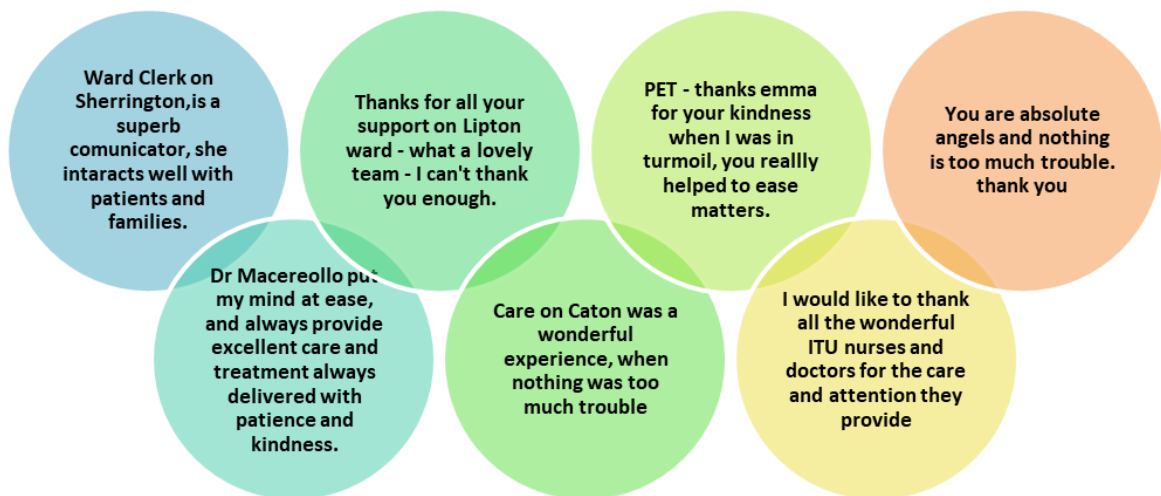 Ward Clerk on
Sherrington,is a
superb
comunicator, she
intaracts well with
patients and
families.
Dr Macereollo put
my mind at ease,
and always provide
excellent care and
treatment always
delivered with
patience and
kindness.
Thanks for all your
support on Lipton
ward - what a lovely
team - I can't thank
you enough.
Care on Caton was a
wonderful
experience, when
nothing was too
much trouble
PET - thanks emma
for your kindness
when I was in
turmoil, you reallly
helped to ease
matters.
I would like to thank
all the wonderful
ITU nurses and
doctors for the care
and attention they
provide
You are absolute
angels and nothing
is too much trouble.
thank you